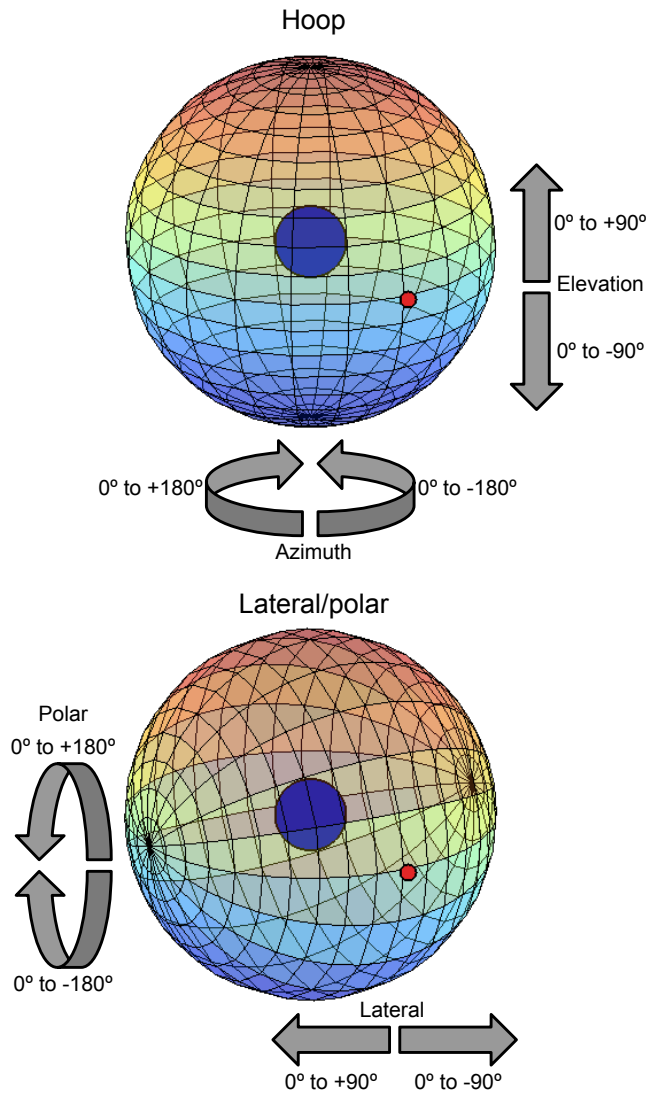 Hoop
0º to +90º
Elevation
0º to -90º
0º to +180º
0º to -180º
Azimuth
Lateral/polar
Polar
0º to +180º
0º to -180º
Lateral
0º to +90º
0º to -90º